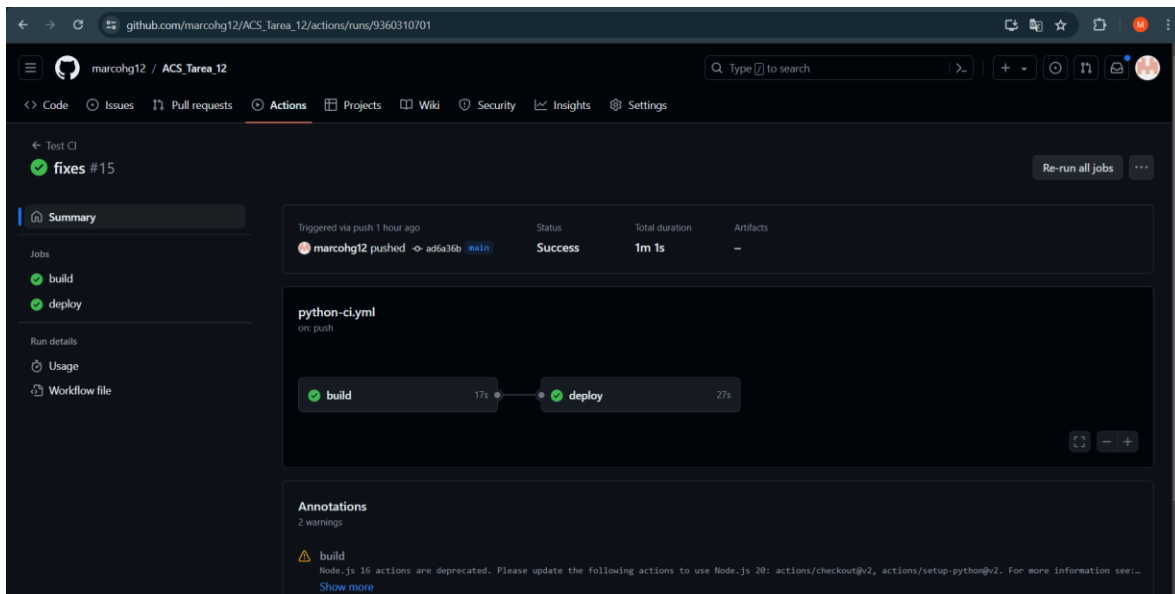 github.com/marcohg12/ACS_Tarea_12/actions/runs/9360310701
M
marcohg12 / ACS_Tarea_12
Type / to search
Code Issues Pull requests Actions Projects Wiki Security Insights Settings
← Test CI
fixes #15
Re-run all jobs
Summary
Jobs
build
deploy
Run details
Usage
Workflow file
Triggered via push 1 hour ago
marcohg12 pushed ad6a36b main
Status
Success
Total duration
1m 1s
Artifacts
–
python-ci.yml
on: push
build 17s
deploy 27s
Annotations
2 warnings
build
Node.js 16 actions are deprecated. Please update the following actions to use Node.js 20: actions/checkout@v2, actions/setup-python@v2. For more information see:…
Show more